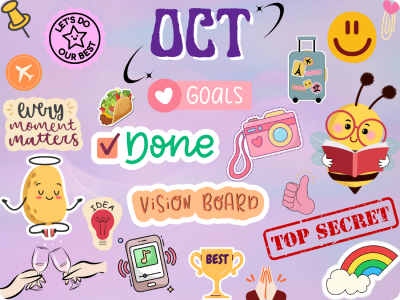 LET'S DO
OUR BEST
OCT
GOALS
every
moment
matters
Done
IDEA
VISION BOARD
TOP SECRET
BEST